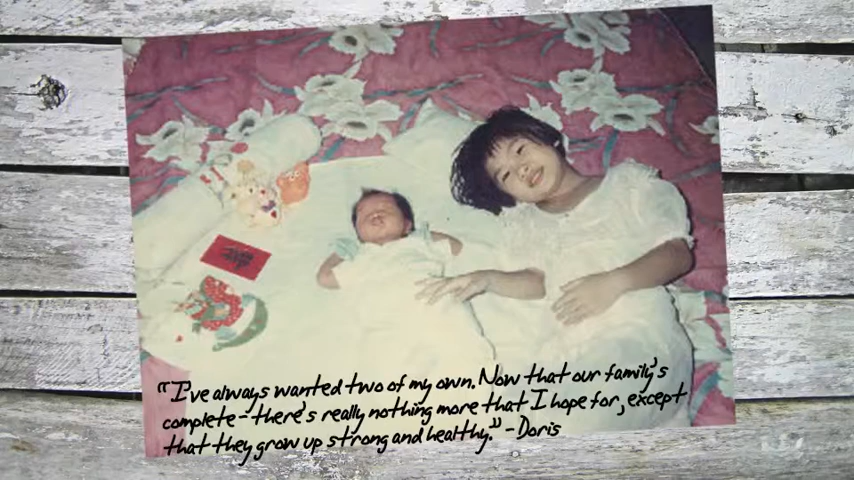 “I've always wanted two of my own. Now that our family's
complete - there's really nothing more that I hope for, except
that they grow up strong and healthy.” - Doris